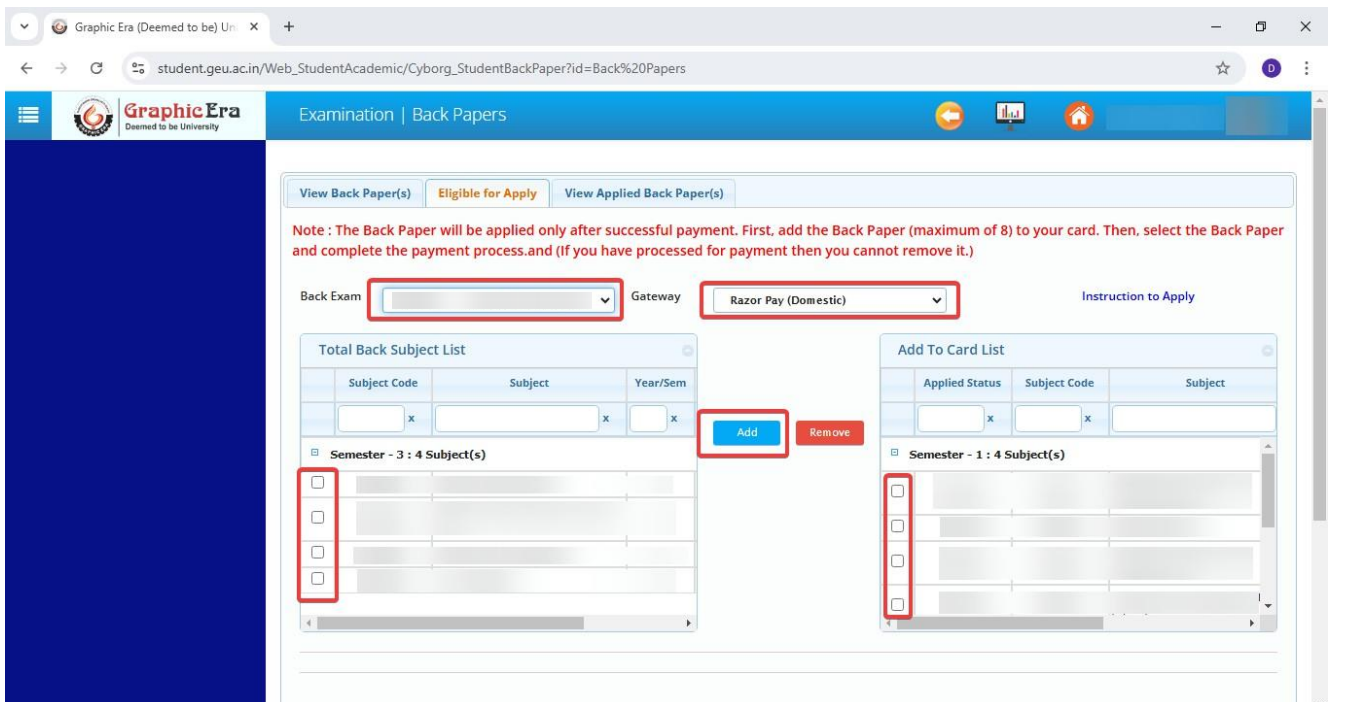 Graphic Era (Deemed to be) Un
student.geu.ac.in/Web_StudentAcademic/Cyborg_StudentBackPaper?id=Back%20Papers
D
Graphic Era
Deemed to be University
Examination | Back Papers
View Back Paper(s) Eligible for Apply View Applied Back Paper(s)
Note : The Back Paper will be applied only after successful payment. First, add the Back Paper (maximum of 8) to your card. Then, select the Back Paper
and complete the payment process.and (If you have processed for payment then you cannot remove it.)
Back Exam Gateway Razor Pay (Domestic) Instruction to Apply
Total Back Subject List
Subject Code Subject Year/Sem
x x x
Semester - 3 : 4 Subject(s)
Add Remove
Add To Card List
Applied Status Subject Code Subject
x x
Semester - 1 : 4 Subject(s)